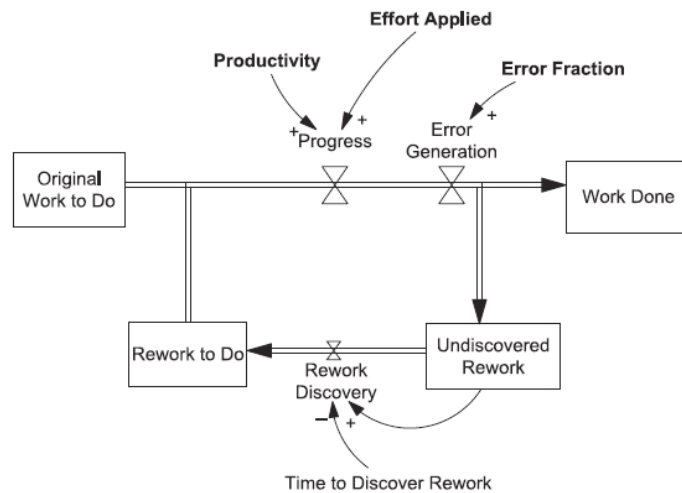 Effort Applied
Productivity
Error Fraction
+
+
+
Progress
Error
Generation
Original
Work to Do
Work Done
Rework to Do
Undiscovered
Rework
Rework
Discovery
–
+
Time to Discover Rework